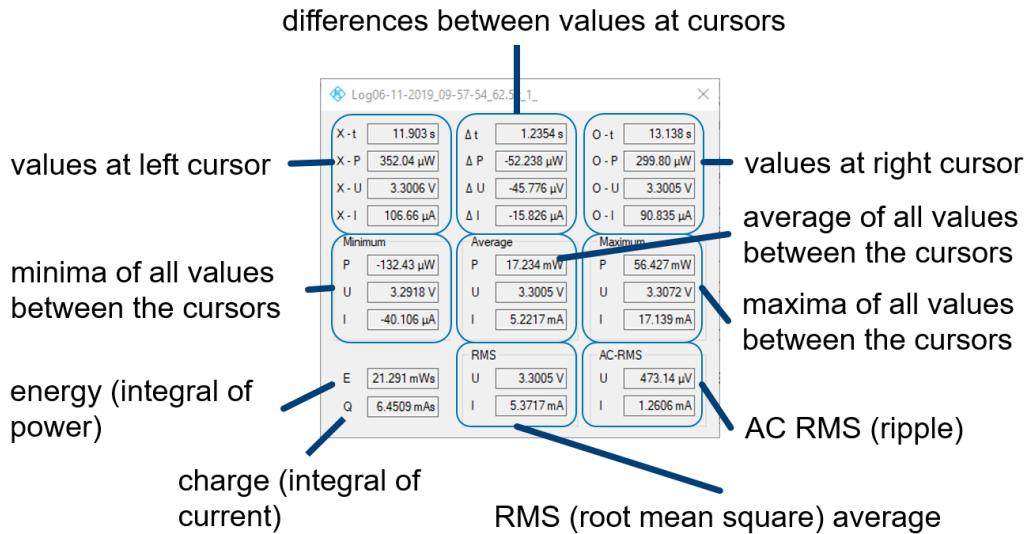 differences between values at cursors
Log06-11-2019_09-57-54_62.5 _1_
X - t 11.903 s
X - P 352.04 µW
X - U 3.3006 V
X - I 106.66 µA
Δ t 1.2354 s
Δ P -52.238 µW
Δ U -45.776 µV
Δ I -15.826 µA
O - t 13.138 s
O - P 299.80 µW
O - U 3.3005 V
O - I 90.835 µA
values at left cursor
values at right cursor
Minimum
P -132.43 µW
U 3.2918 V
I -40.106 µA
Average
P 17.234 mW
U 3.3005 V
I 5.2217 mA
Maximum
P 56.427 mW
U 3.3072 V
I 17.139 mA
average of all values
between the cursors
minima of all values
between the cursors
maxima of all values
between the cursors
E 21.291 mWs
Q 6.4509 mAs
RMS
U 3.3005 V
I 5.3717 mA
AC-RMS
U 473.14 µV
I 1.2606 mA
energy (integral of
power)
AC RMS (ripple)
charge (integral of
current)
RMS (root mean square) average